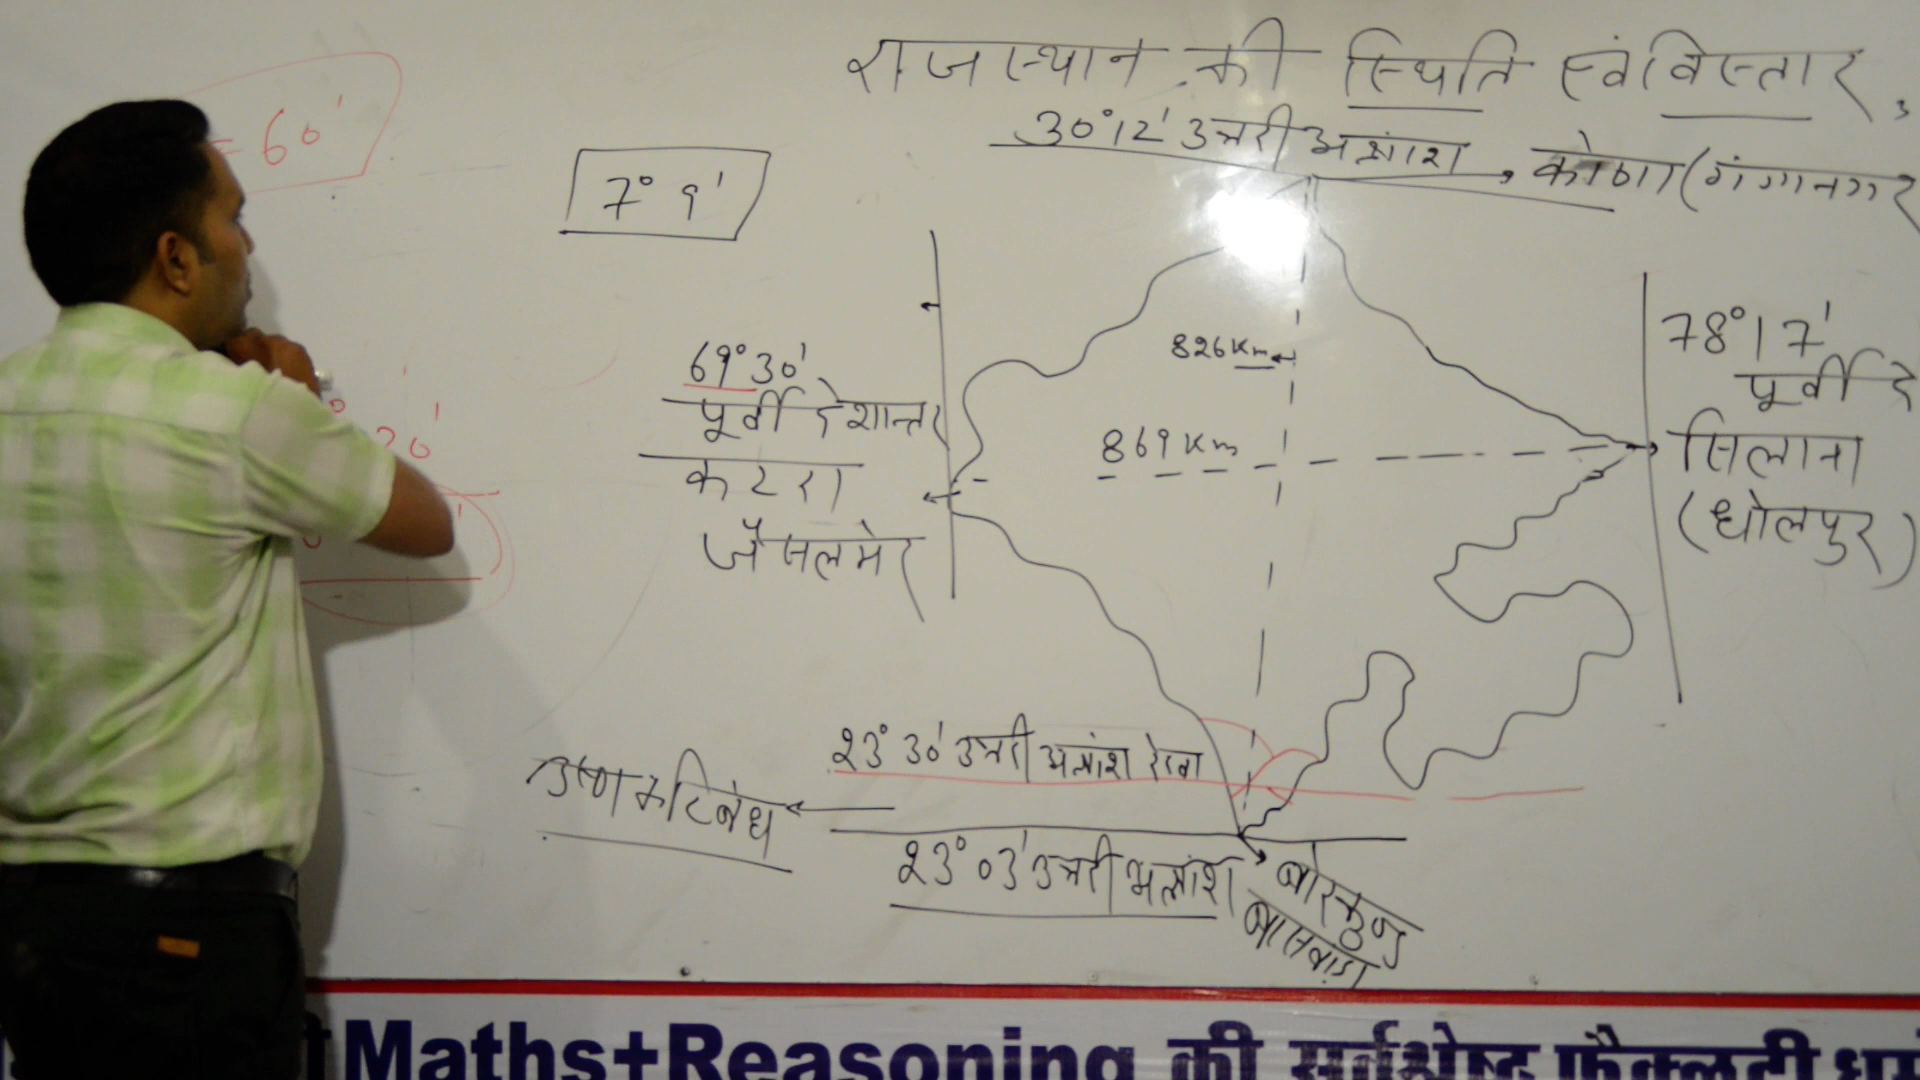 राजस्थान की स्थिति एवं विस्तार,
= 60'
30°12' उत्तरी अक्षांश
कोणा (गंगानगर
7° 9'
826 Km
78°17'
पूर्वी दे
सिलाना
(धोलपुर)
69°30'
पूर्वी देशान्तर
कटरा
जैसलमेर
869 Km
23° 30' उत्तरी अक्षांश रेखा
उष्ण कटिबंध
23° 03' उत्तरी अक्षांश
बोरकुण्ड
बासवाडा
Maths+Reasoning की सर्वश्रेष्ठ फैकल्टी